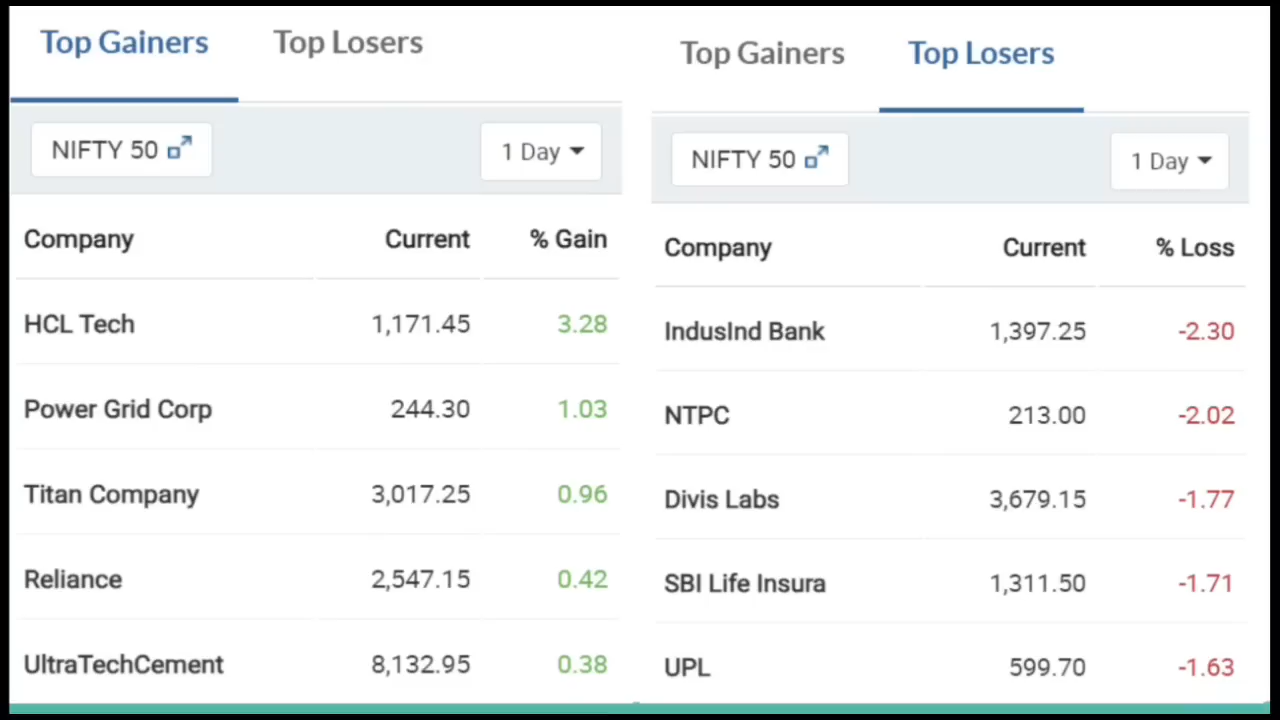 Top Gainers Top Losers
NIFTY 50 1 Day
Company Current % Gain
HCL Tech 1,171.45 3.28
Power Grid Corp 244.30 1.03
Titan Company 3,017.25 0.96
Reliance 2,547.15 0.42
UltraTechCement 8,132.95 0.38
Top Gainers Top Losers
NIFTY 50 1 Day
Company Current % Loss
IndusInd Bank 1,397.25 -2.30
NTPC 213.00 -2.02
Divis Labs 3,679.15 -1.77
SBI Life Insura 1,311.50 -1.71
UPL 599.70 -1.63